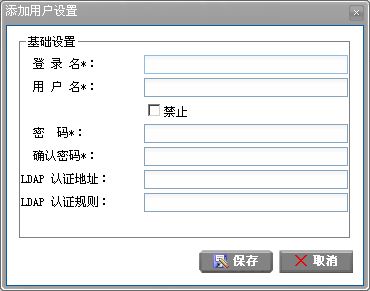 添加用户设置
基础设置
登 录 名*：
用 户 名*：
禁止
密 码*：
确认密码*：
LDAP 认证地址：
LDAP 认证规则：
保存 取消